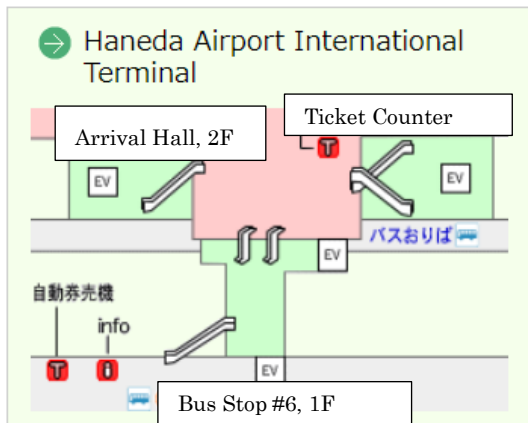 Haneda Airport International
Terminal
Ticket Counter
Arrival Hall, 2F
T
EV
EV
バスおりば
EV
自動券売機
info
T
i
EV
Bus Stop #6, 1F